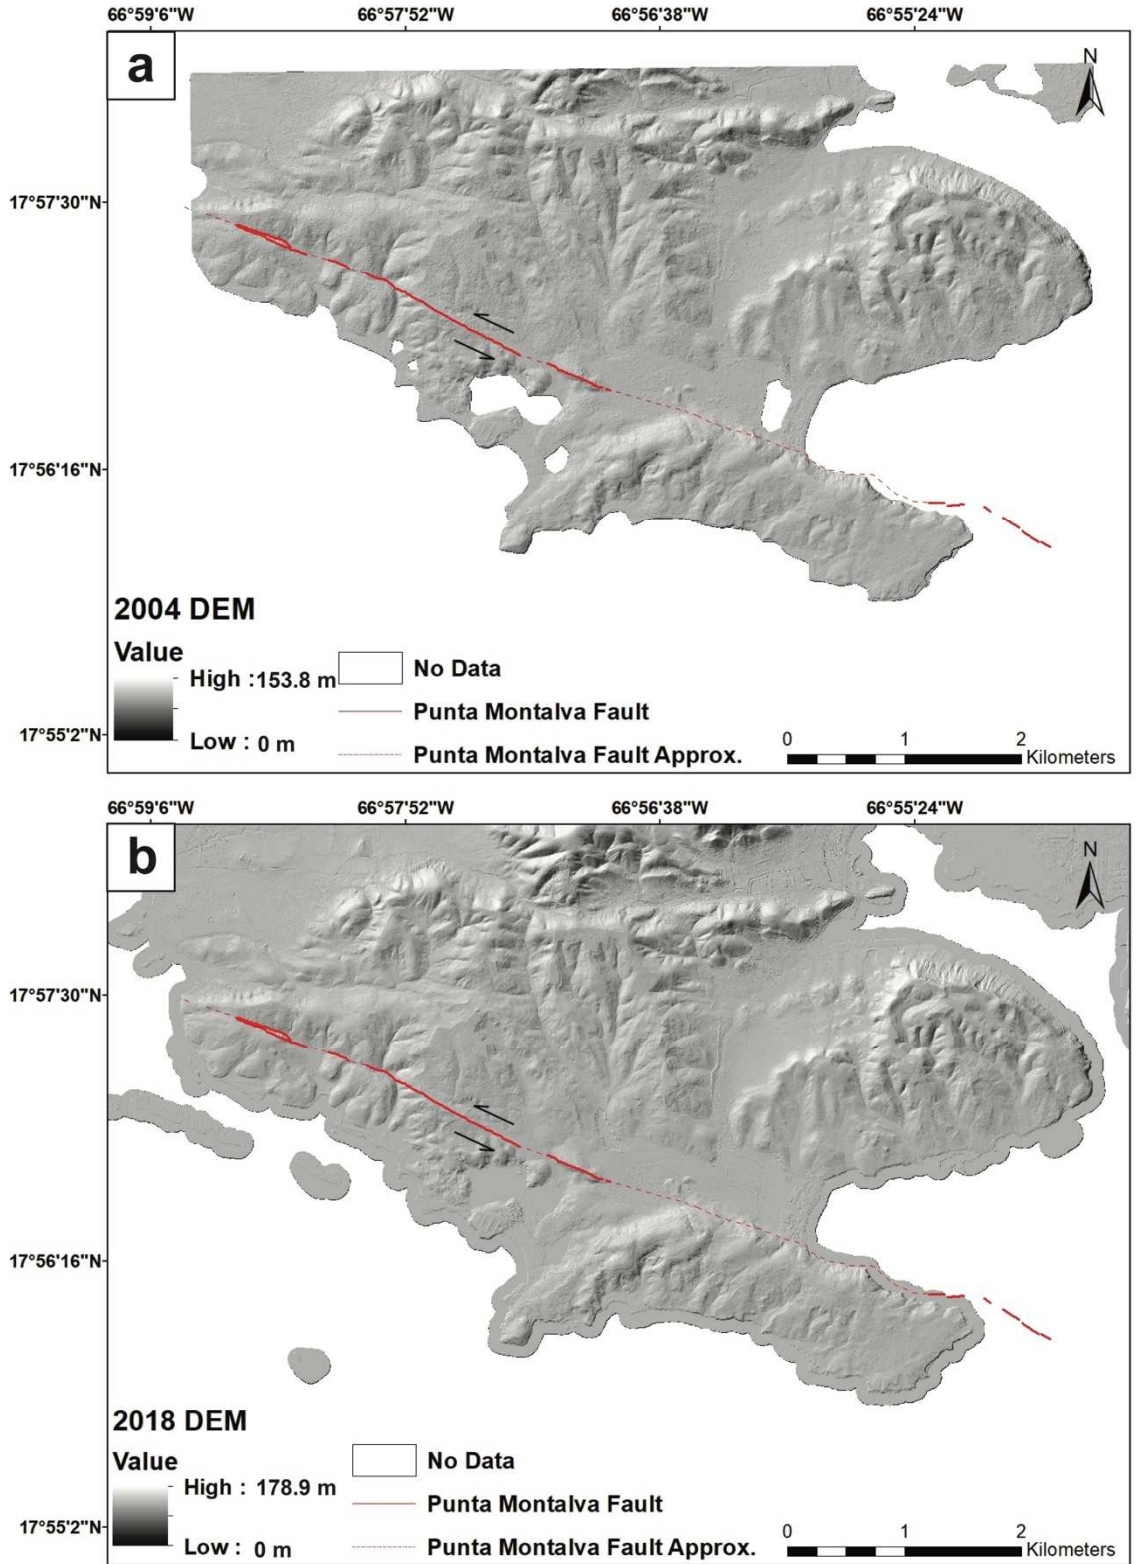 66°59'6"W 66°57'52"W 66°56'38"W 66°55'24"W
a
N
17°57'30"N
17°56'16"N
17°55'2"N
2004 DEM
Value
High :153.8 m
Low : 0 m
No Data
Punta Montalva Fault
Punta Montalva Fault Approx.
0 1 2
Kilometers
66°59'6"W 66°57'52"W 66°56'38"W 66°55'24"W
b
N
17°57'30"N
17°56'16"N
17°55'2"N
2018 DEM
Value
High : 178.9 m
Low : 0 m
No Data
Punta Montalva Fault
Punta Montalva Fault Approx.
0 1 2
Kilometers